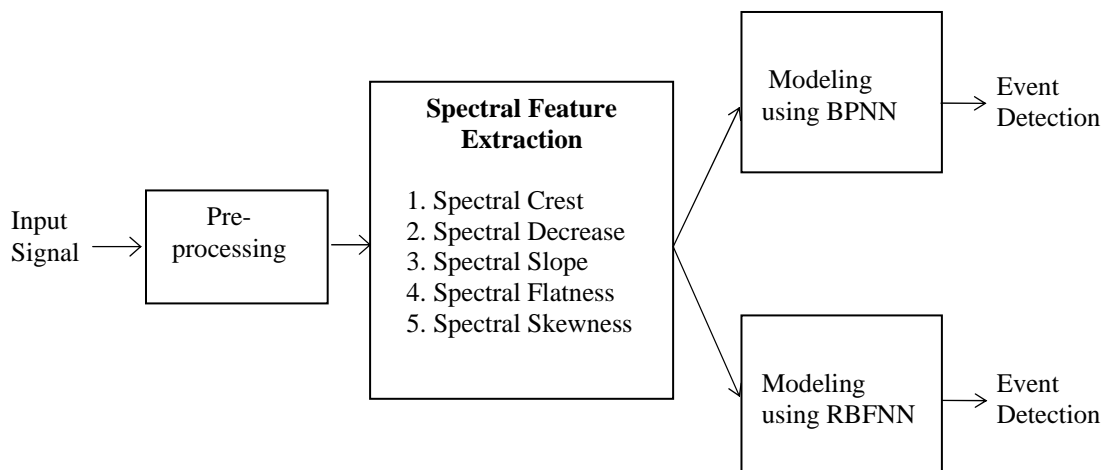 Input
Signal
Pre-
processing
Spectral Feature
Extraction
1. Spectral Crest
2. Spectral Decrease
3. Spectral Slope
4. Spectral Flatness
5. Spectral Skewness
Modeling
using BPNN
Event
Detection
Modeling
using RBFNN
Event
Detection